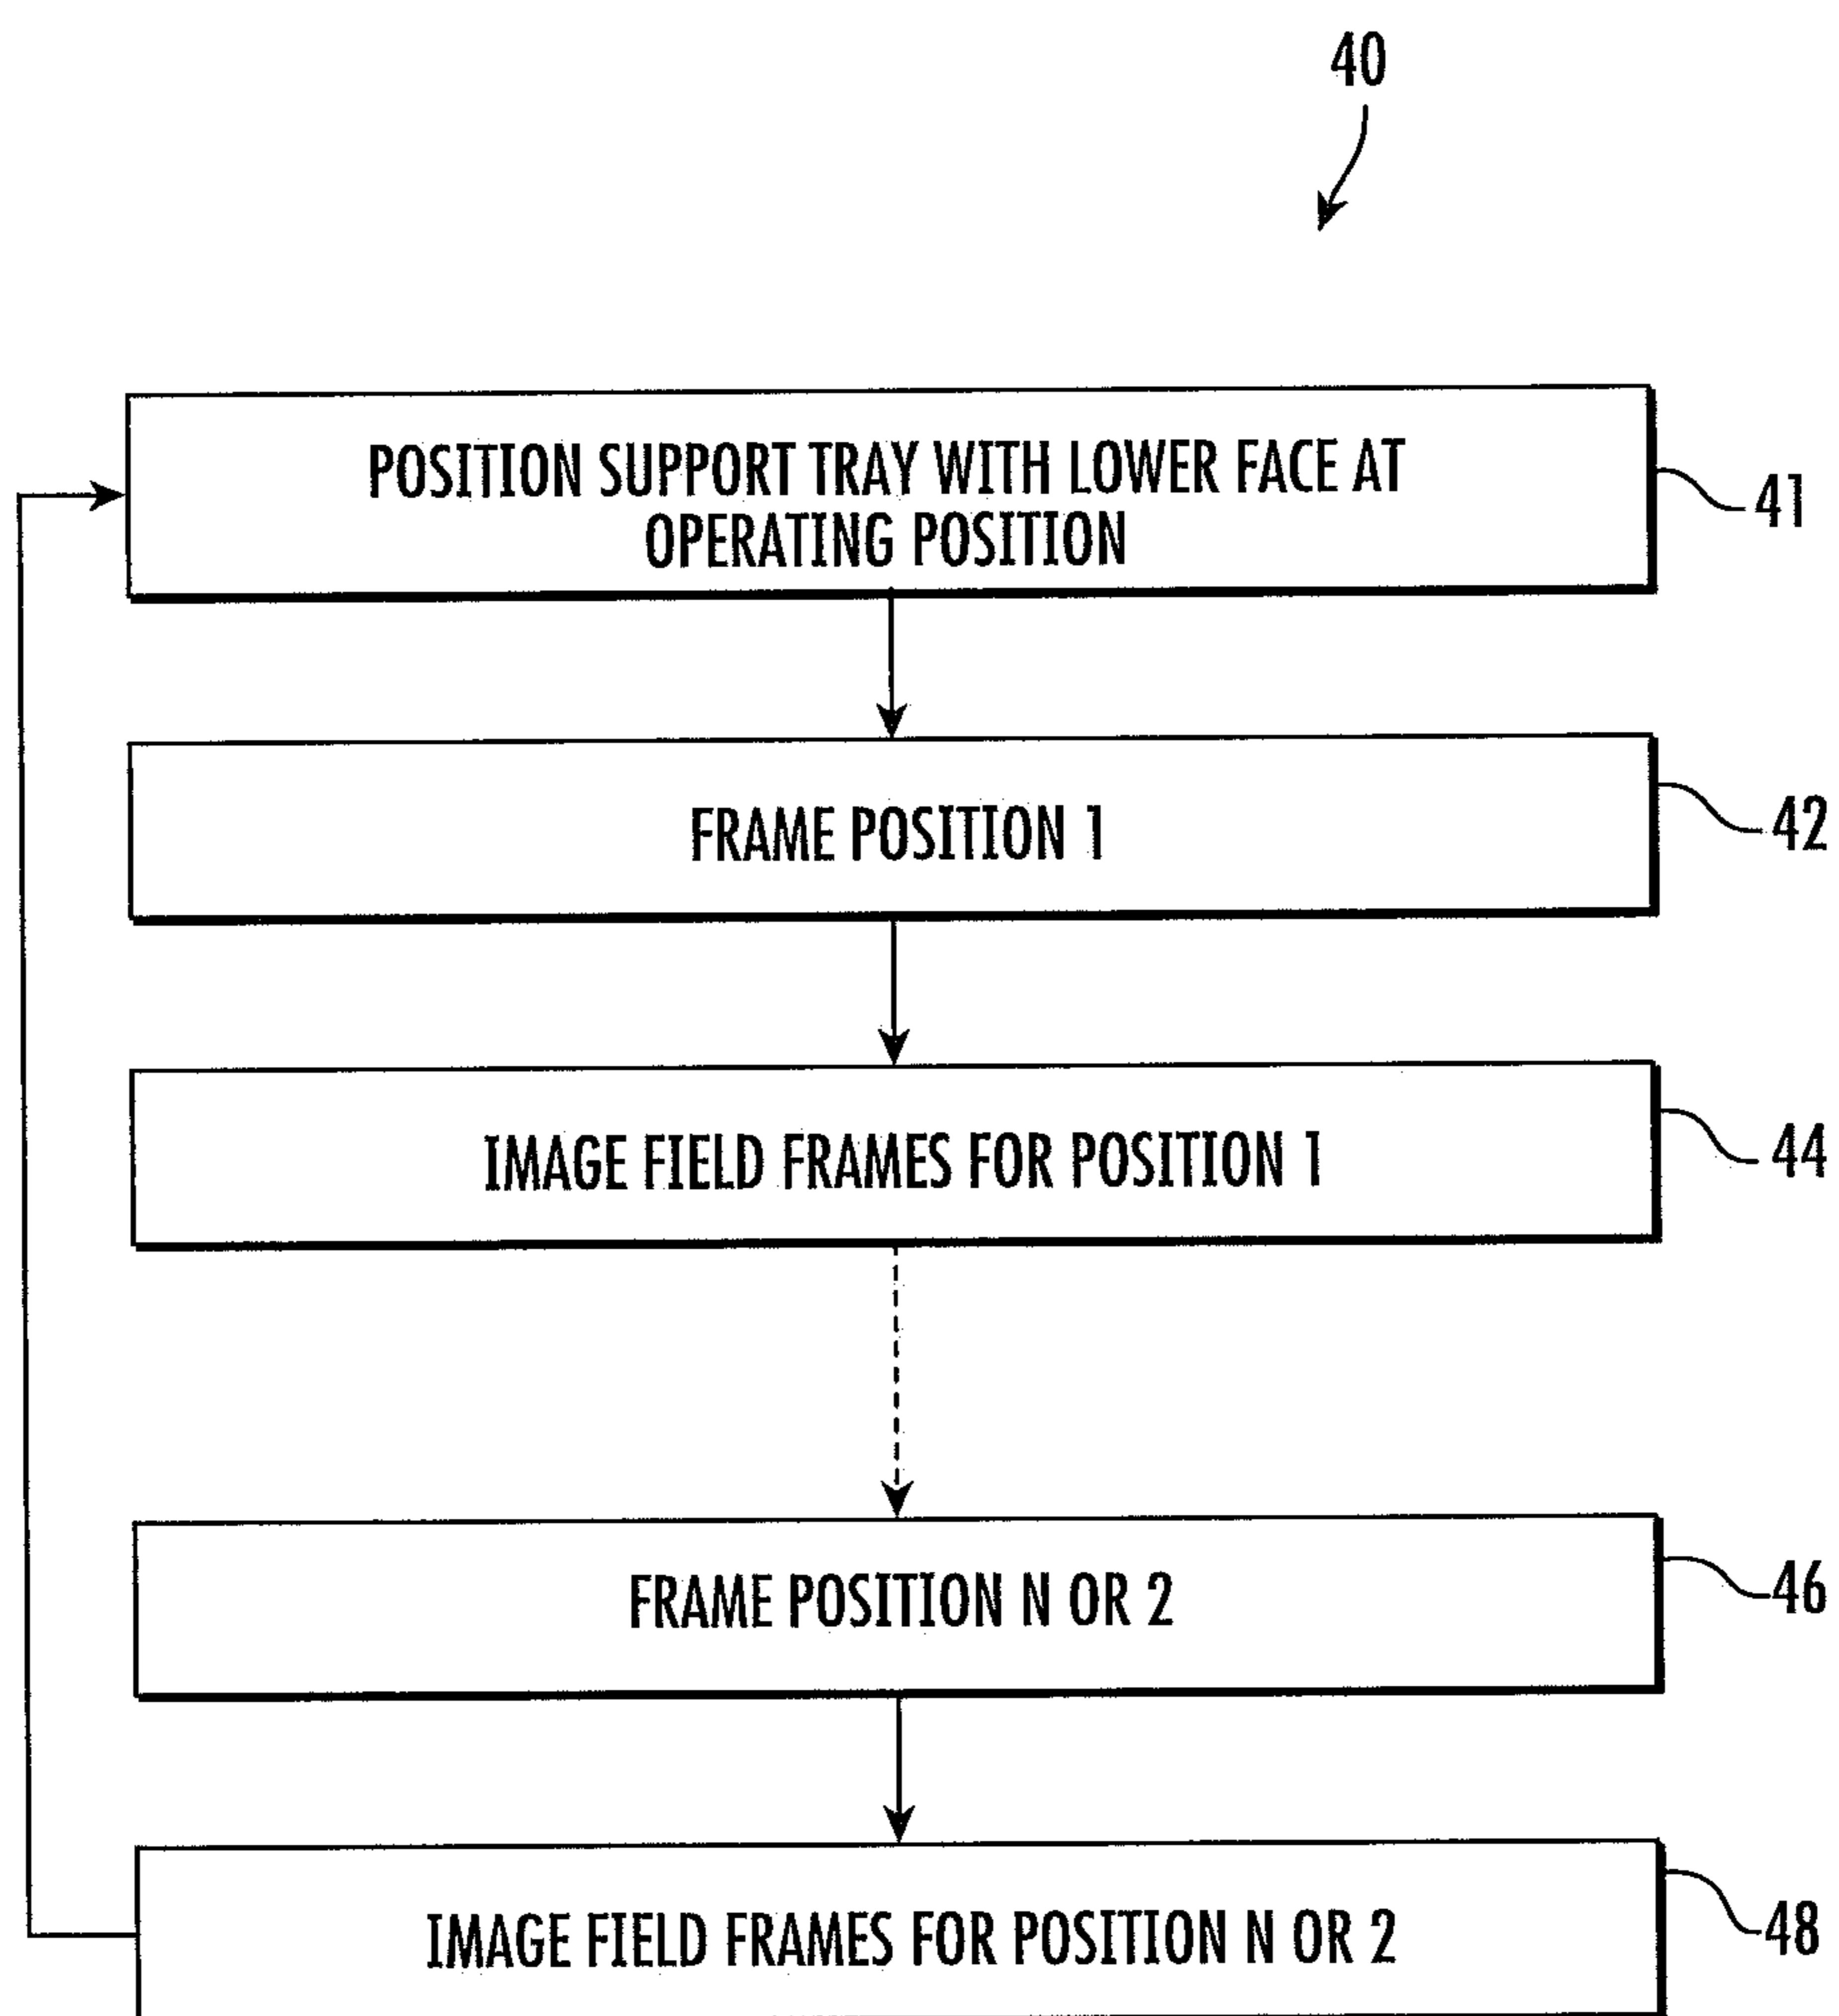 40
POSITION SUPPORT TRAY WITH LOWER FACE AT
OPERATING POSITION
41
FRAME POSITION 1
42
IMAGE FIELD FRAMES FOR POSITION 1
44
FRAME POSITION N OR 2
46
IMAGE FIELD FRAMES FOR POSITION N OR 2
48